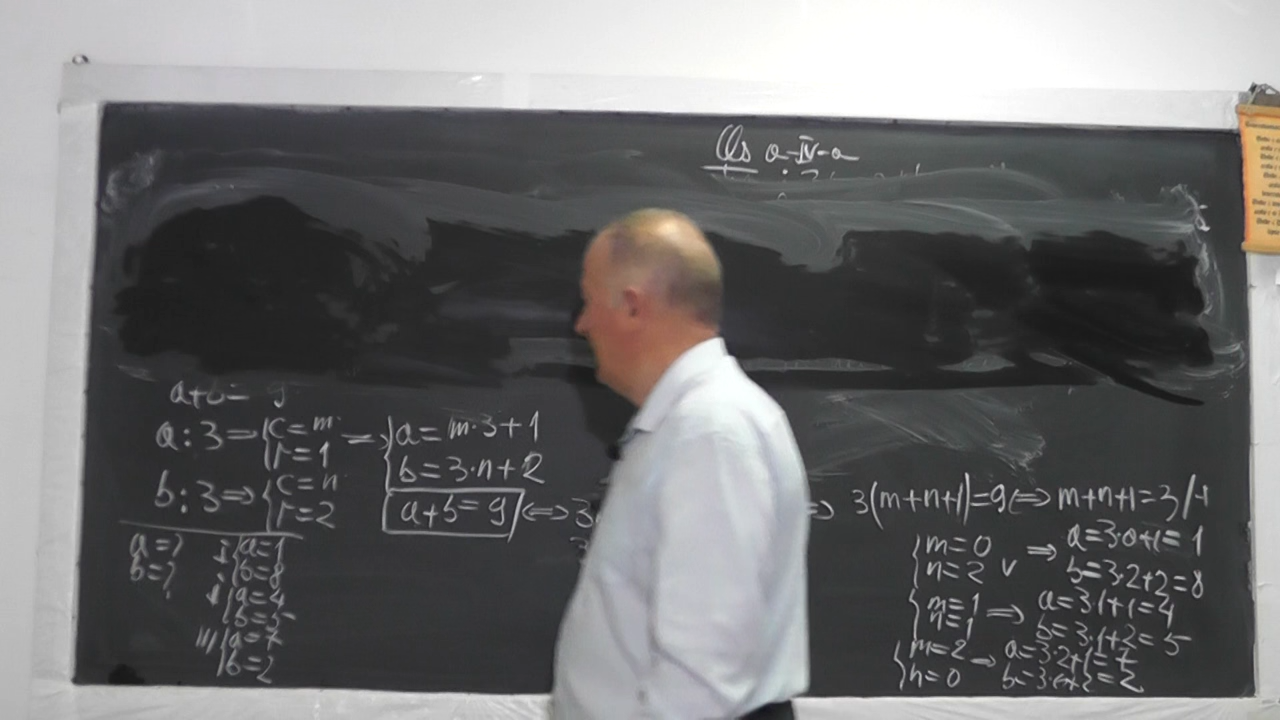 a-IV-a
a+b= 9
a:3⇒{C=m
r=1
⇒{a=m·3+1
b=3·n+2
b:3⇒{C=n
r=2
a+b=9 ⇔ 3
⇒ 3(m+n+1)=9 ⇔ m+n+1=3 /-1
a=?
b=?
I {a=1
b=8
{a=4
b=5
III {a=7
b=2
{m=0
n=2 v ⇒ a=3·0+1=1
b=3·2+2=8
{m=1
n=1 ⇒ a=3·1+1=4
b=3·1+2=5
{m=2
n=0 ⇒ a=3·2+1=7
b=3·0+2=2